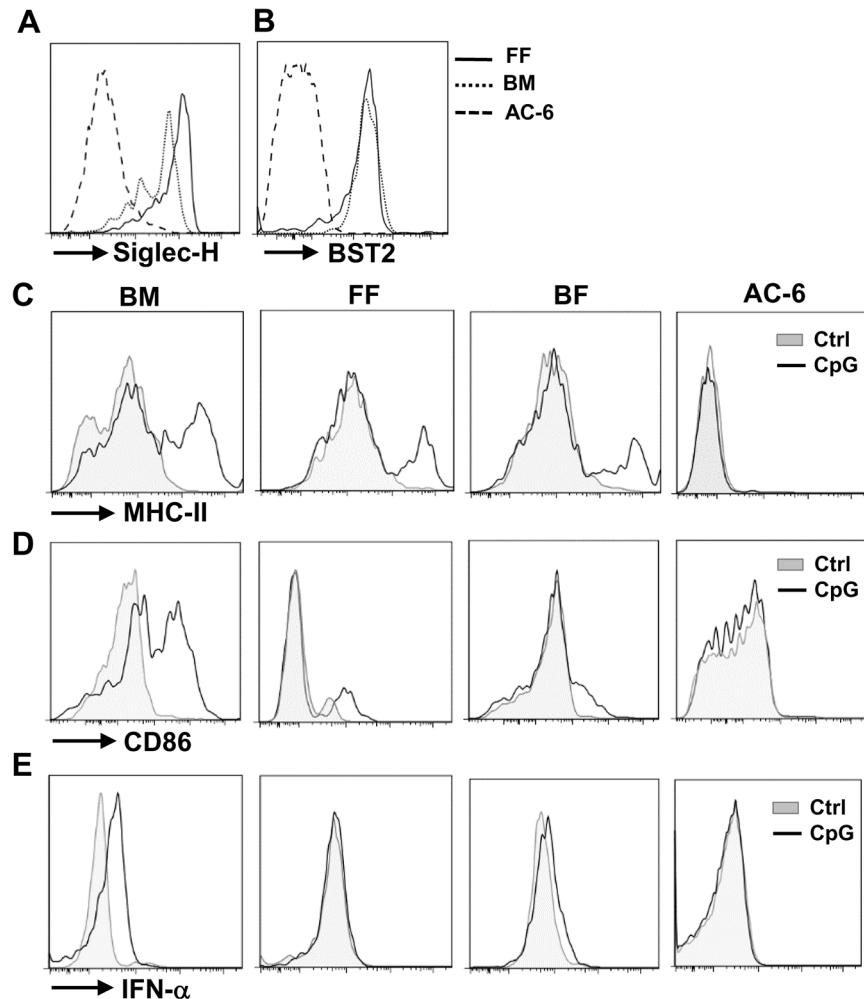 A
B
FF
BM
AC-6
Siglec-H
BST2
C
BM
FF
BF
AC-6
Ctrl
CpG
MHC-II
D
Ctrl
CpG
CD86
E
Ctrl
CpG
IFN-α